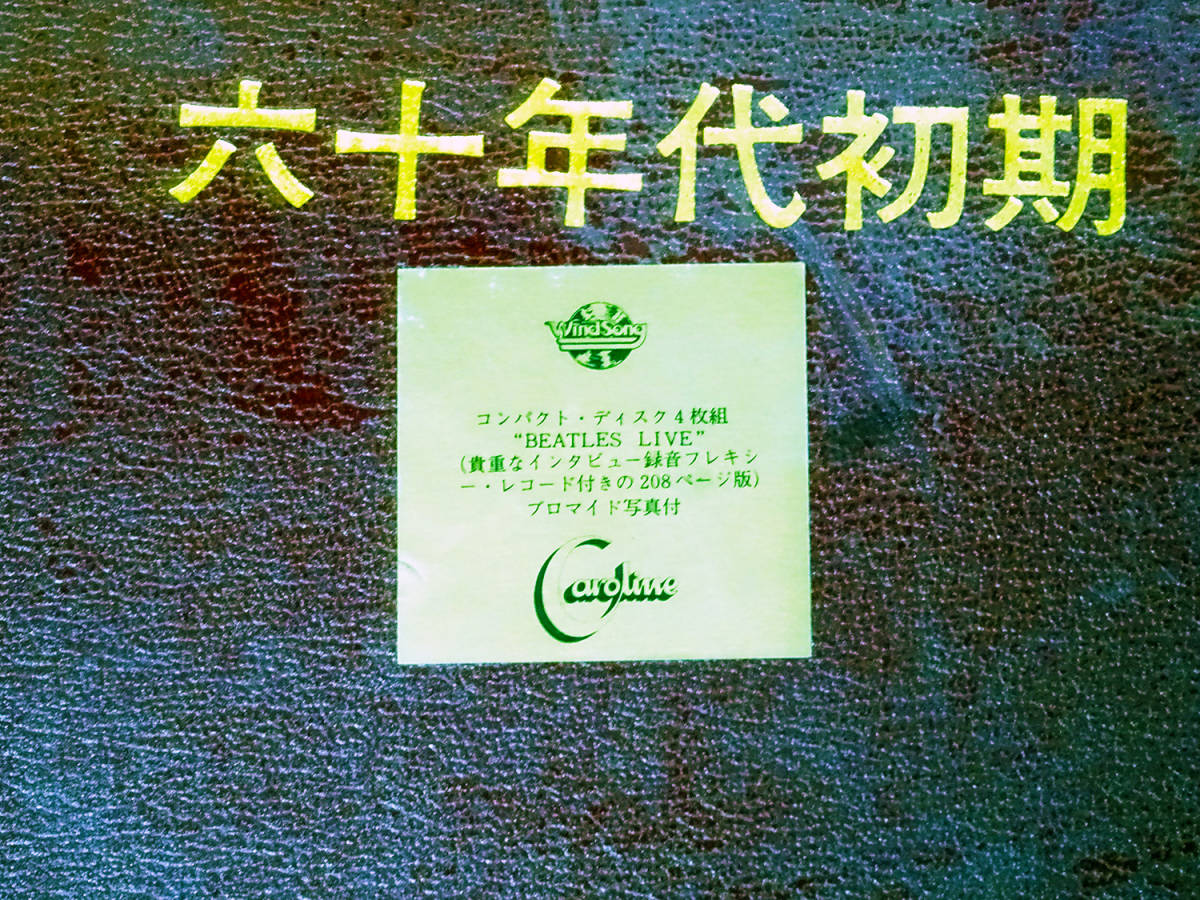 六十年代初期
WindSong
コンパクト・ディスク4枚組
“BEATLES LIVE”
(貴重なインタビュー録音フレキシ
ー・レコード付きの208ページ版)
ブロマイド写真付
Caroline